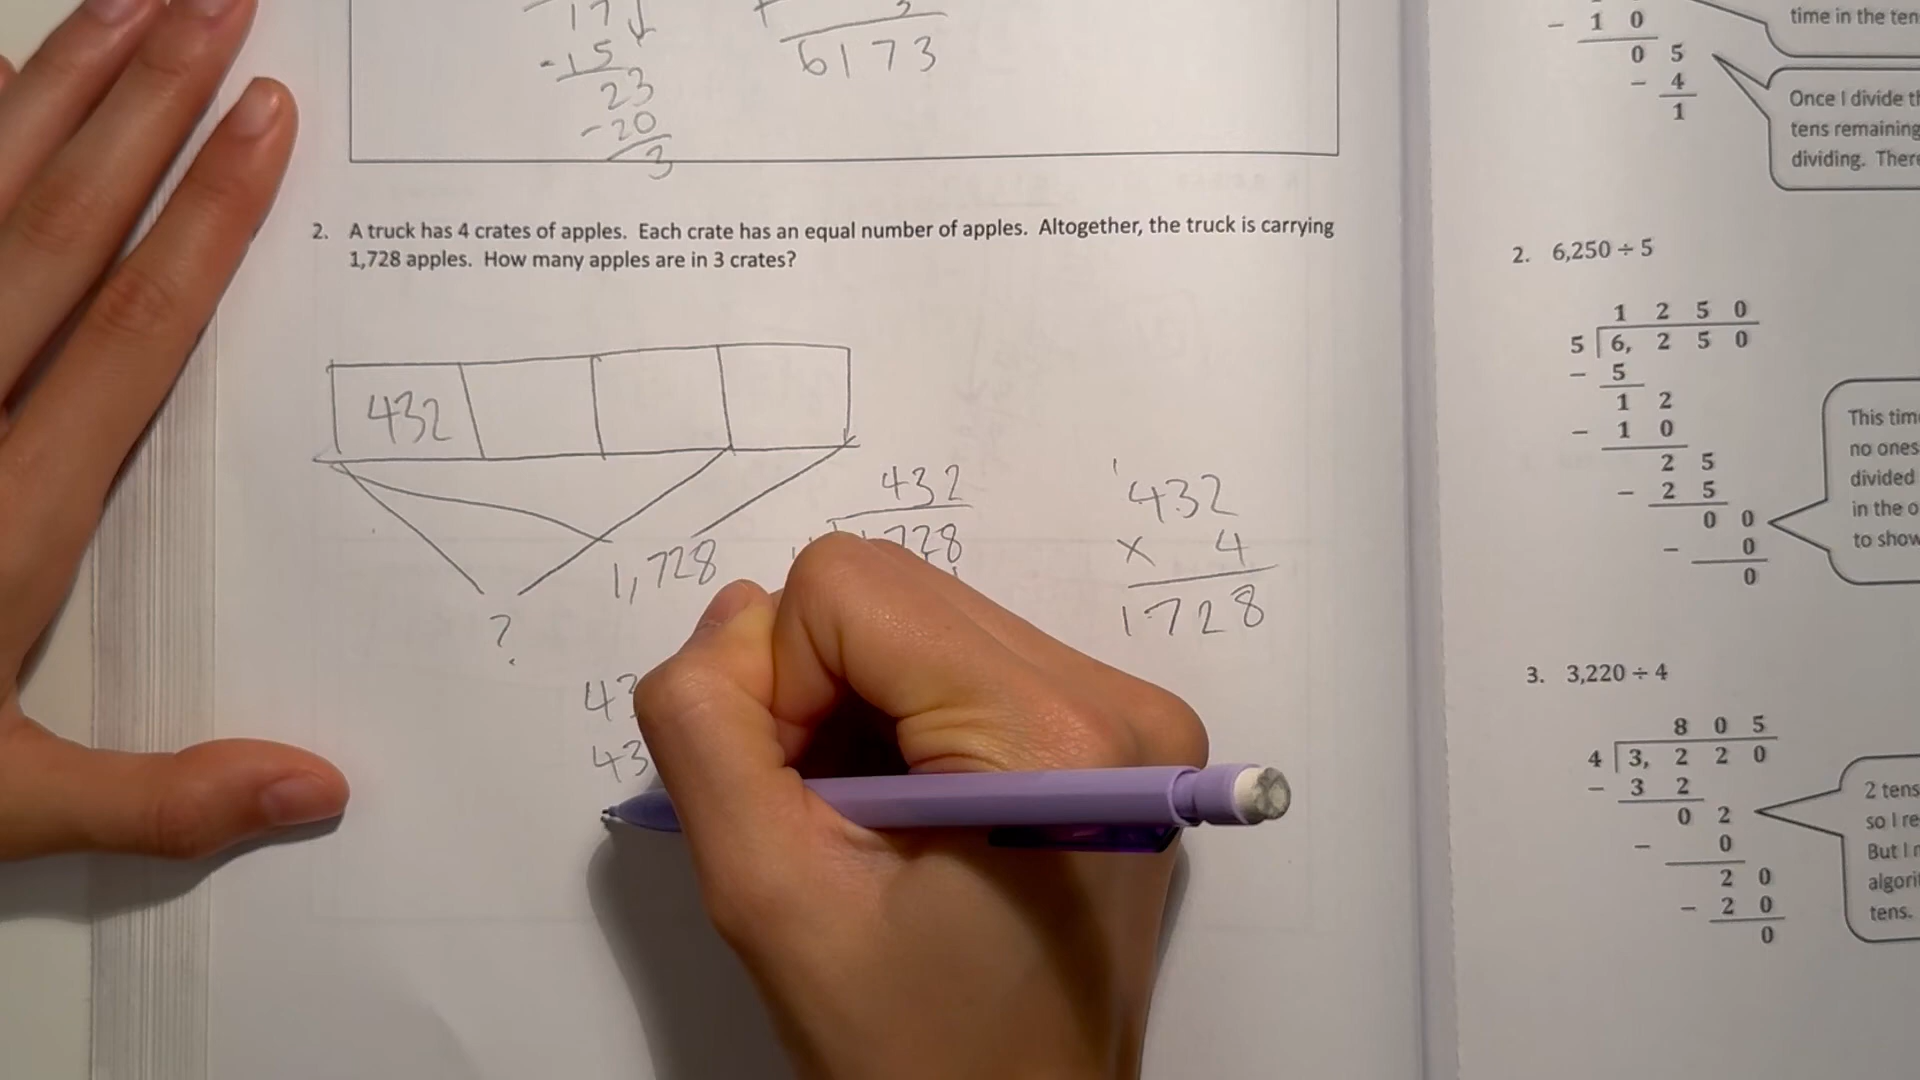 17
-15
23
-20
3
3
6173
2. A truck has 4 crates of apples. Each crate has an equal number of apples. Altogether, the truck is carrying
1,728 apples. How many apples are in 3 crates?
432
1,728
?
432
728
1
432
x 4
1728
43
43
- 1 0
0 5
- 4
1
time in the ten
Once I divide
tens remaining
dividing.
2. 6,250 ÷ 5
1 2 5 0
5 6, 2 5 0
- 5
1 2
- 1 0
2 5
- 2 5
0 0
- 0
0
This
no ones
divided
in the
to show
3. 3,220 ÷ 4
8 0 5
4 3, 2 2 0
- 3 2
0 2
- 0
2 0
- 2 0
0
2 tens
so I
But I
tens.